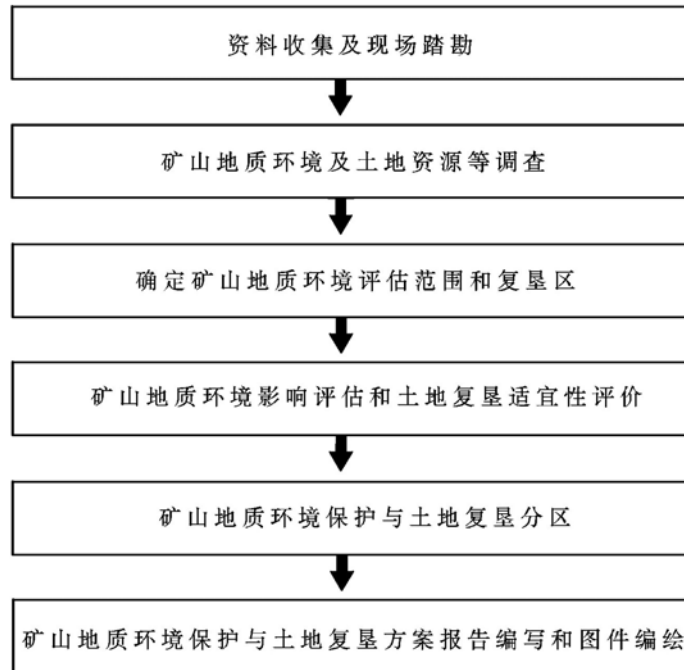 资料收集及现场踏勘
矿山地质环境及土地资源等调查
确定矿山地质环境评估范围和复垦区
矿山地质环境影响评估和土地复垦适宜性评价
矿山地质环境保护与土地复垦分区
矿山地质环境保护与土地复垦方案报告编写和图件编绘